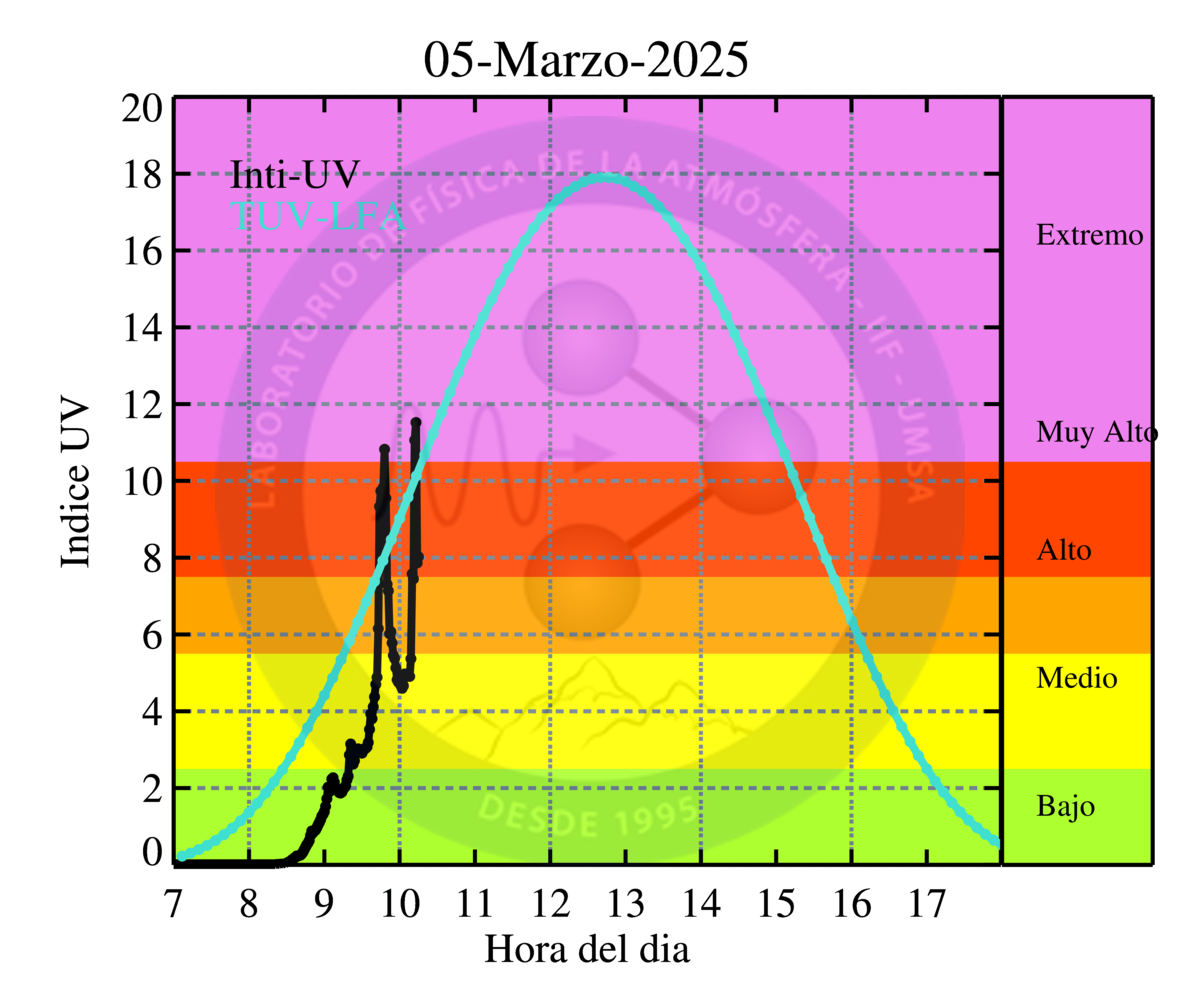 05-Marzo-2025
20
18
16
14
12
10
8
6
4
2
0
Indice UV
Inti-UV
TUV-LFA
LABORATORIO DE FÍSICA DE LA ATMÓSFERA - IIF - UMSA
DESDE 1995
Extremo
Muy Alto
Alto
Medio
Bajo
7 8 9 10 11 12 13 14 15 16 17
Hora del dia